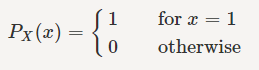 P_X(x) = { 1 for x = 1
0 otherwise